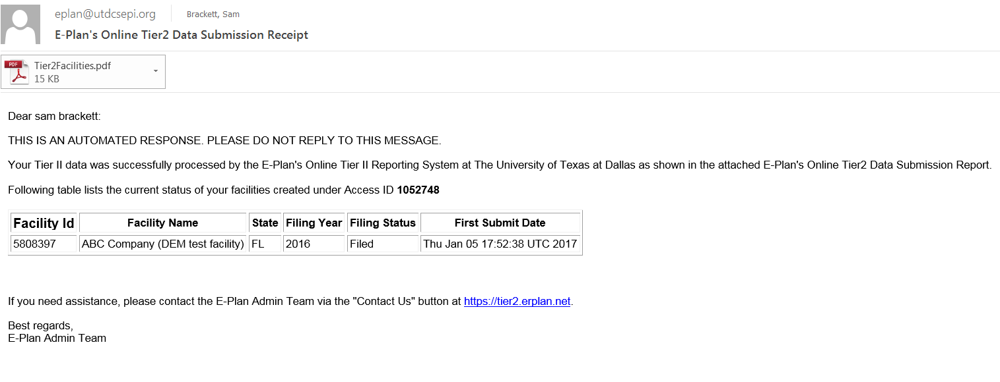 eplan@utdcsepi.org Brackett, Sam
E-Plan's Online Tier2 Data Submission Receipt
PDF
Tier2Facilities.pdf
15 KB
Dear sam brackett:
THIS IS AN AUTOMATED RESPONSE. PLEASE DO NOT REPLY TO THIS MESSAGE.
Your Tier II data was successfully processed by the E-Plan's Online Tier II Reporting System at The University of Texas at Dallas as shown in the attached E-Plan's Online Tier2 Data Submission Report.
Following table lists the current status of your facilities created under Access ID 1052748
Facility Id Facility Name State Filing Year Filing Status First Submit Date
5808397 ABC Company (DEM test facility) FL 2016 Filed Thu Jan 05 17:52:38 UTC 2017
If you need assistance, please contact the E-Plan Admin Team via the "Contact Us" button at https://tier2.erplan.net.
Best regards,
E-Plan Admin Team